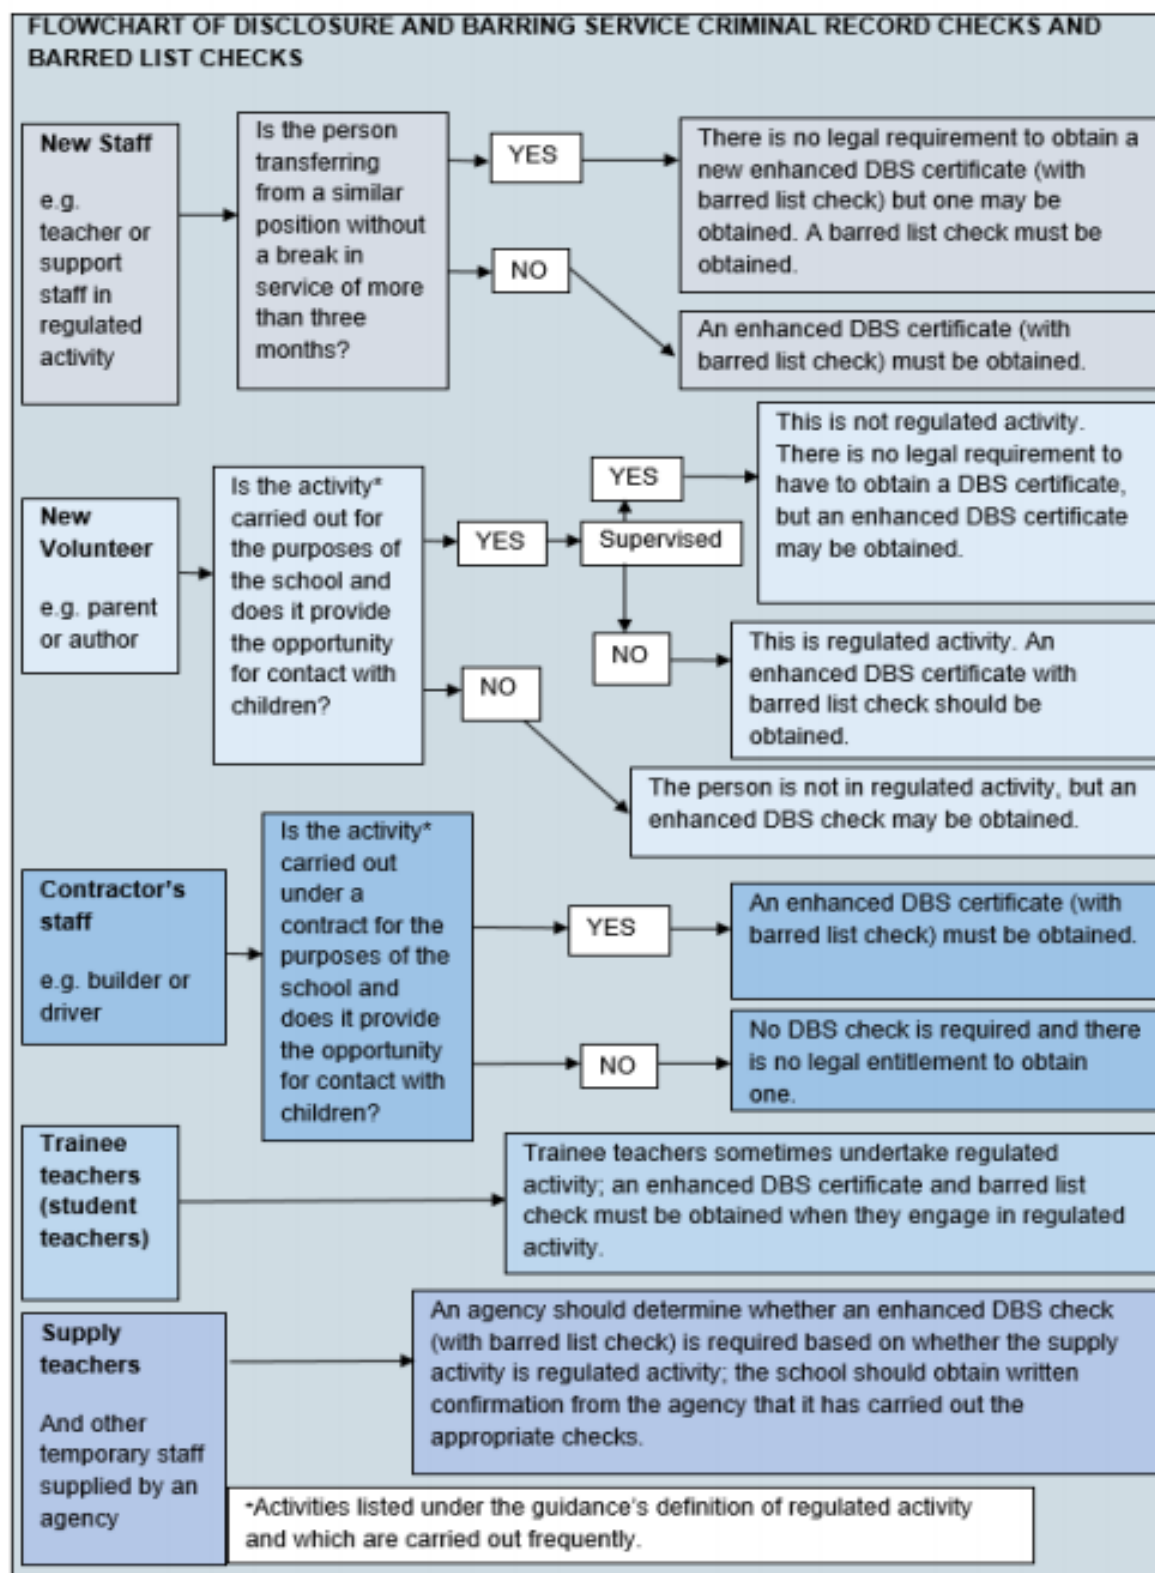 FLOWCHART OF DISCLOSURE AND BARRING SERVICE CRIMINAL RECORD CHECKS AND
BARRED LIST CHECKS
New Staff
e.g.
teacher or
support
staff in
regulated
activity
Is the person
transferring
from a similar
position without
a break in
service of more
than three
months?
YES
There is no legal requirement to obtain a
new enhanced DBS certificate (with
barred list check) but one may be
obtained. A barred list check must be
obtained.
NO
An enhanced DBS certificate (with
barred list check) must be obtained.
New
Volunteer
e.g. parent
or author
Is the activity*
carried out for
the purposes of
the school and
does it provide
the opportunity
for contact with
children?
YES
Supervised
YES
This is not regulated activity.
There is no legal requirement to
have to obtain a DBS certificate,
but an enhanced DBS certificate
may be obtained.
NO
This is regulated activity. An
enhanced DBS certificate with
barred list check should be
obtained.
NO
The person is not in regulated activity, but an
enhanced DBS check may be obtained.
Contractor's
staff
e.g. builder or
driver
Is the activity*
carried out
under a
contract for the
purposes of the
school and
does it provide
the opportunity
for contact with
children?
YES
An enhanced DBS certificate (with
barred list check) must be obtained.
NO
No DBS check is required and there
is no legal entitlement to obtain
one.
Trainee
teachers
(student
teachers)
Trainee teachers sometimes undertake regulated
activity; an enhanced DBS certificate and barred list
check must be obtained when they engage in regulated
activity.
Supply
teachers
And other
temporary staff
supplied by an
agency
An agency should determine whether an enhanced DBS check
(with barred list check) is required based on whether the supply
activity is regulated activity; the school should obtain written
confirmation from the agency that it has carried out the
appropriate checks.
*Activities listed under the guidance's definition of regulated activity
and which are carried out frequently.